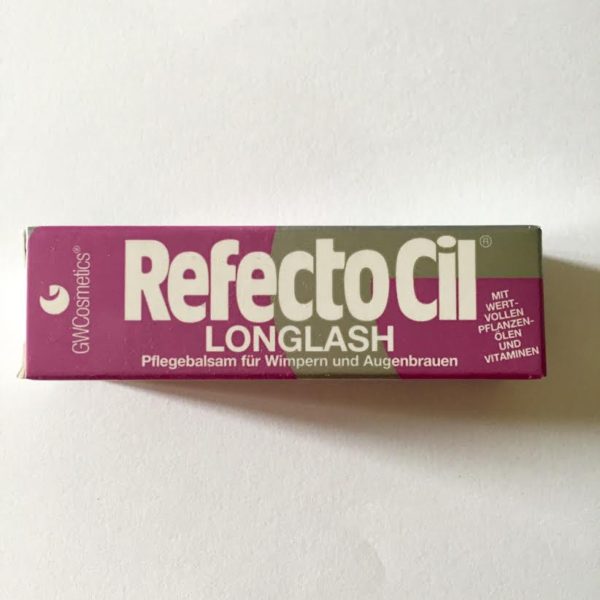 GWCosmetics®
RefectoCil®
LONGLASH
Pflegebalsam für Wimpern und Augenbrauen
MIT
WERT-
VOLLEN
PFLANZEN-
ÖLEN
UND
VITAMINEN